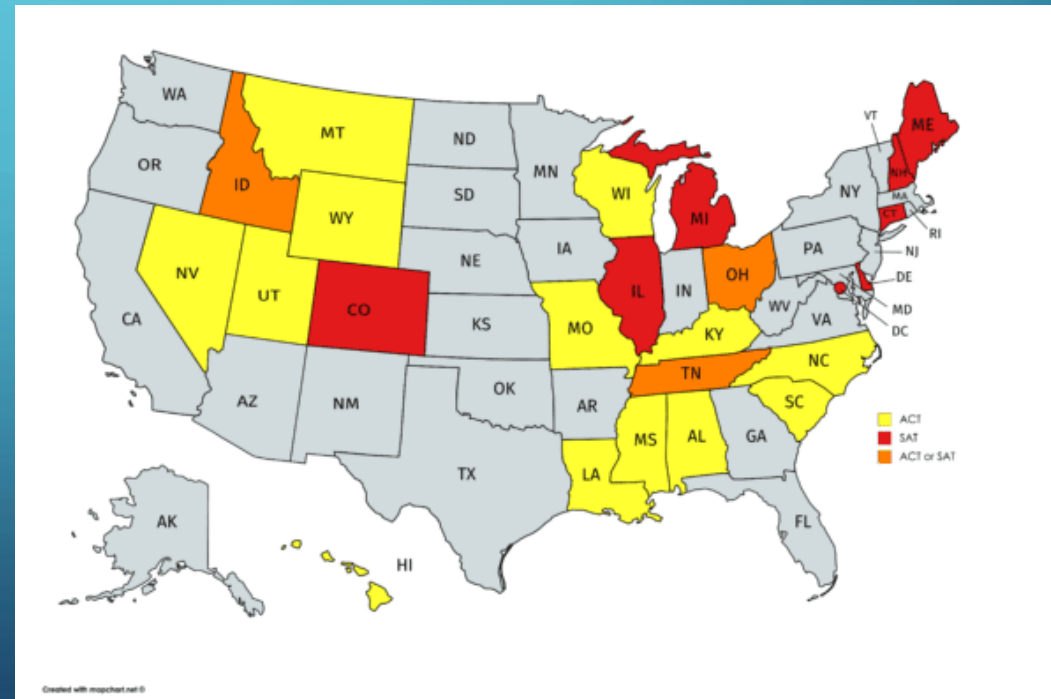 WA
MT
ND
MN
VT
ME
OR
ID
SD
WI
MI
NY
NH
MA
CT
RI
WY
NE
IA
PA
NJ
NV
UT
CO
IL
IN
OH
DE
CA
KS
MO
WV
VA
MD
DC
KY
AZ
NM
OK
AR
TN
NC
SC
TX
LA
MS
AL
GA
ACT
SAT
ACT or SAT
AK
HI
FL
Created with mapchart.net ©